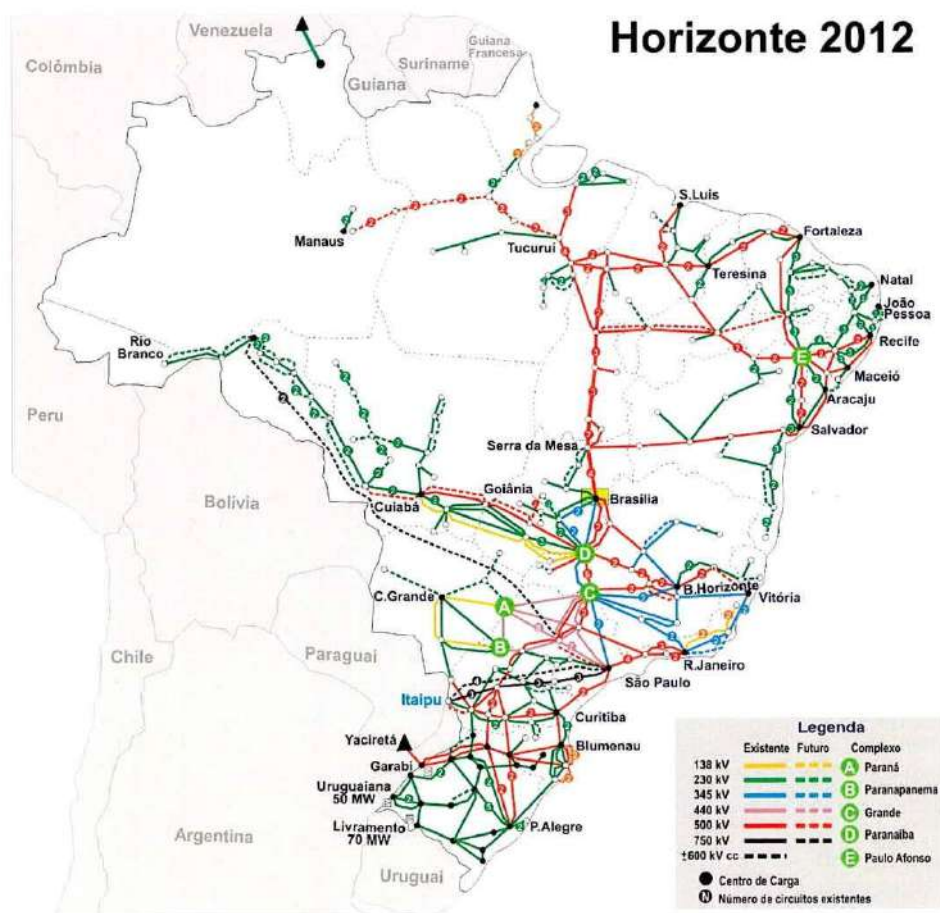 Horizonte 2012
Venezuela
Colômbia
Guiana
Francesa
Suriname
Guiana
S.Luis
Manaus
Tucuruí
Teresina
Fortaleza
Natal
João
Pessoa
Recife
Maceió
Aracaju
Salvador
Rio
Branco
Peru
Bolivia
Serra da Mesa
Brasília
Goiânia
Cuiabá
C.Grande
B.Horizonte
Vitória
R.Janeiro
São Paulo
Chile
Paraguai
Itaipu
Curitiba
Blumenau
Yaciretá
Garabi
Uruguaiana
50 MW
Livramento
70 MW
P.Alegre
Argentina
Uruguai
A
B
C
D
E
Legenda
Existente Futuro Complexo
138 kV A Paraná
230 kV B Paranapanema
345 kV
440 kV C Grande
500 kV D Paranaiba
750 kV
±600 kV cc E Paulo Afonso
Centro de Carga
N Número de circuitos existentes